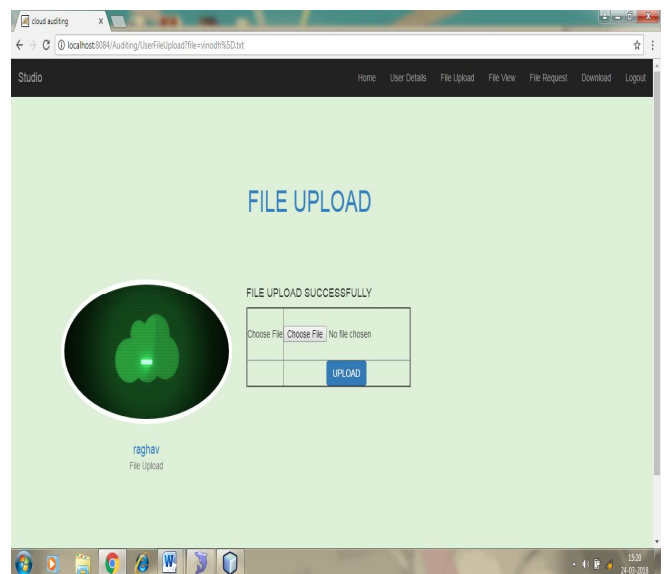 cloud auditing
localhost:8084/Auditing/UserFileUpload?file=vinodh%5D.txt
Studio Home User Details File Upload File View File Request Download Logout
FILE UPLOAD
FILE UPLOAD SUCCESSFULLY
Choose File Choose File No file chosen
UPLOAD
raghav
File Upload
15:20
24-03-2018